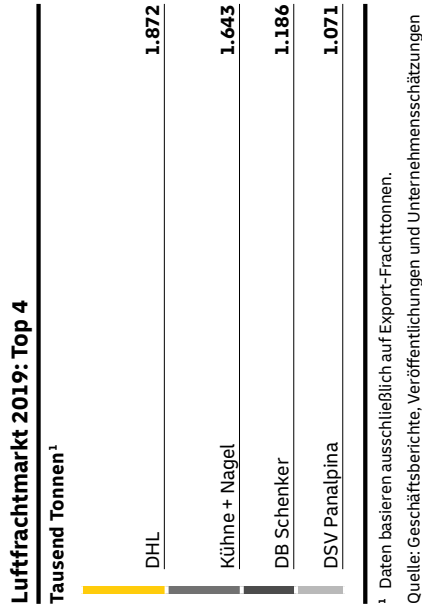 Luftfrachtmarkt 2019: Top 4
Tausend Tonnen¹
DHL 1.872
Kühne + Nagel 1.643
DB Schenker 1.186
DSV Panalpina 1.071
¹ Daten basieren ausschließlich auf Export-Frachttonnen.
Quelle: Geschäftsberichte, Veröffentlichungen und Unternehmensschätzungen